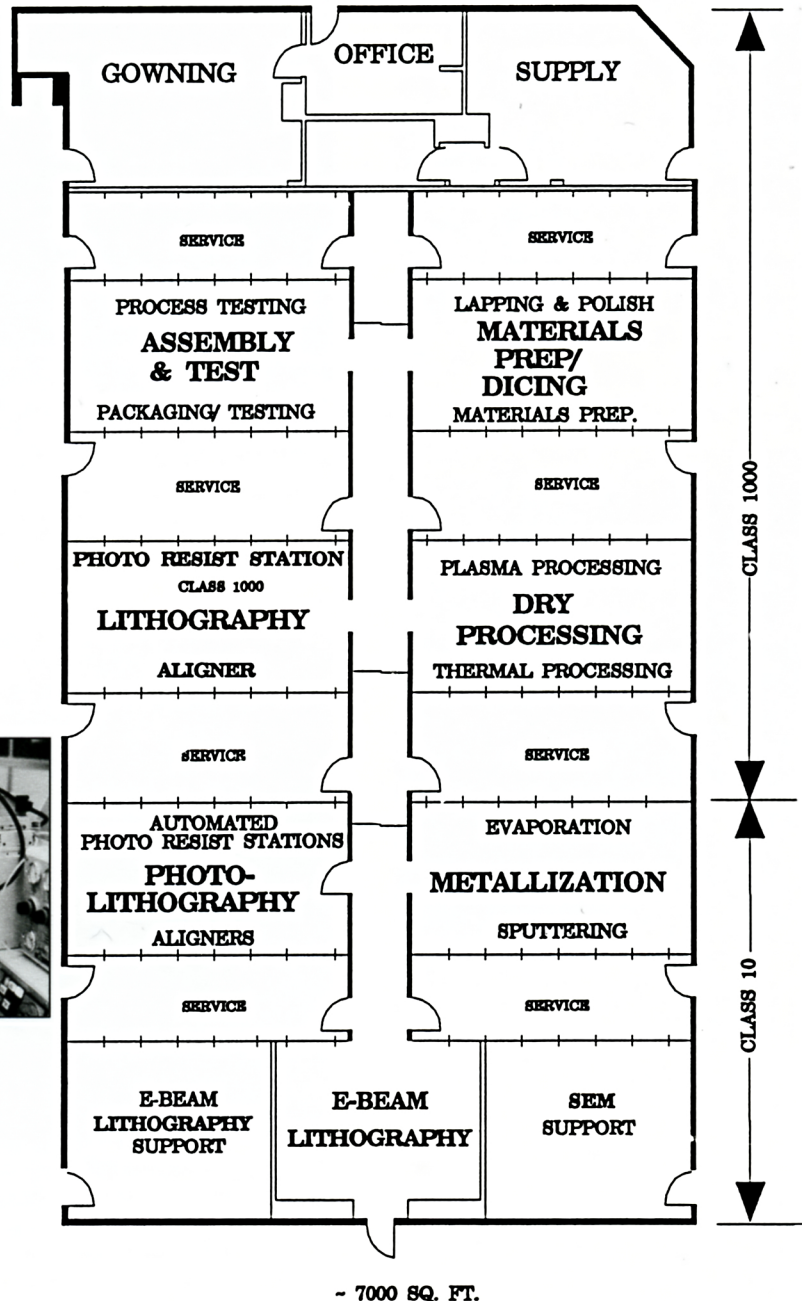 GOWNING
OFFICE
SUPPLY
SERVICE
SERVICE
PROCESS TESTING
ASSEMBLY
& TEST
PACKAGING/ TESTING
LAPPING & POLISH
MATERIALS
PREP/
DICING
MATERIALS PREP.
SERVICE
SERVICE
PHOTO RESIST STATION
CLASS 1000
LITHOGRAPHY
ALIGNER
PLASMA PROCESSING
DRY
PROCESSING
THERMAL PROCESSING
SERVICE
SERVICE
AUTOMATED
PHOTO RESIST STATIONS
PHOTO-
LITHOGRAPHY
ALIGNERS
EVAPORATION
METALLIZATION
SPUTTERING
SERVICE
SERVICE
E-BEAM
LITHOGRAPHY
SUPPORT
E-BEAM
LITHOGRAPHY
SEM
SUPPORT
CLASS 1000
CLASS 10
~ 7000 SQ. FT.